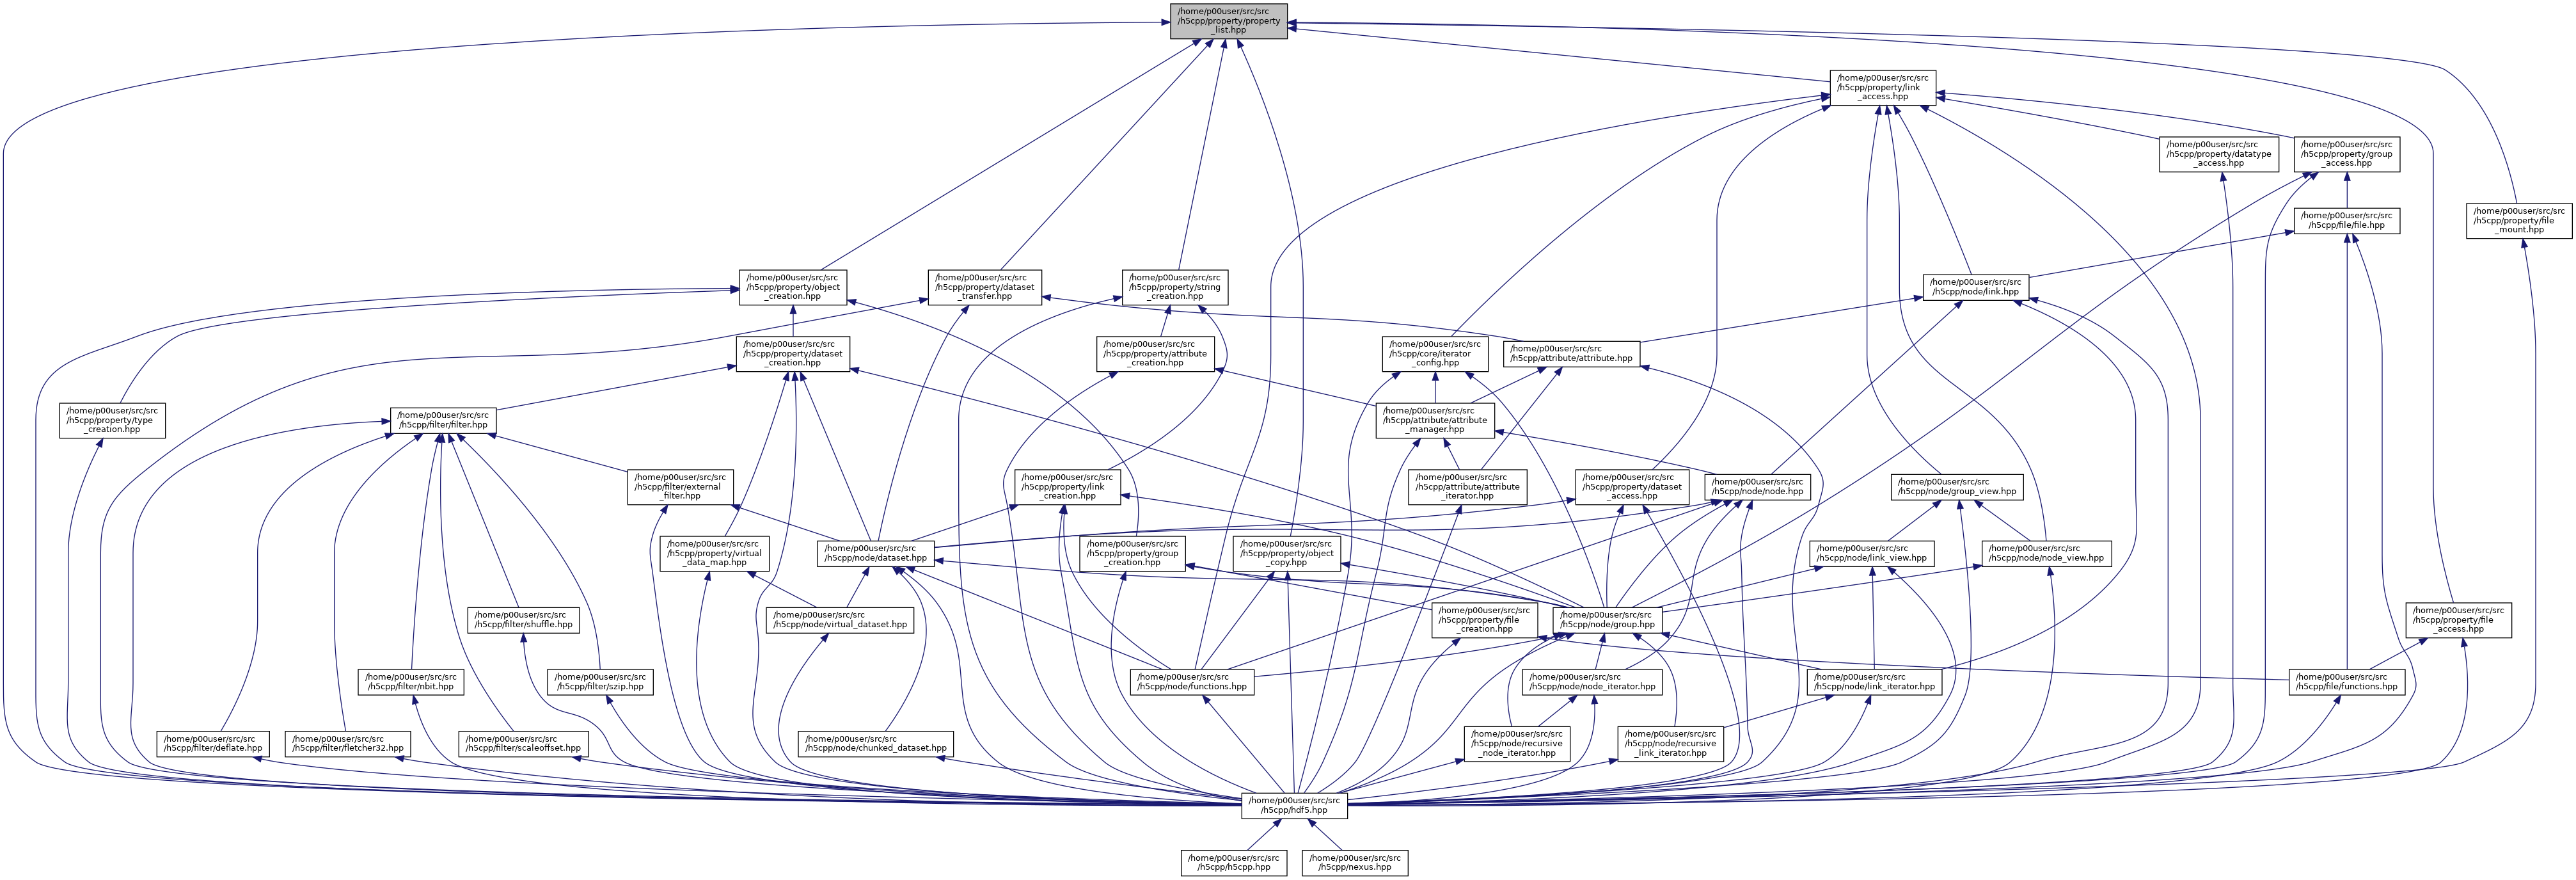 /home/p00user/src/src
/h5cpp/property/property
_list.hpp
/home/p00user/src/src
/h5cpp/property/link
_access.hpp
/home/p00user/src/src
/h5cpp/property/datatype
_access.hpp
/home/p00user/src/src
/h5cpp/property/group
_access.hpp
/home/p00user/src/src
/h5cpp/property/file
_mount.hpp
/home/p00user/src/src
/h5cpp/file/file.hpp
/home/p00user/src/src
/h5cpp/property/object
_creation.hpp
/home/p00user/src/src
/h5cpp/property/dataset
_transfer.hpp
/home/p00user/src/src
/h5cpp/property/string
_creation.hpp
/home/p00user/src/src
/h5cpp/node/link.hpp
/home/p00user/src/src
/h5cpp/property/dataset
_creation.hpp
/home/p00user/src/src
/h5cpp/property/attribute
_creation.hpp
/home/p00user/src/src
/h5cpp/core/iterator
_config.hpp
/home/p00user/src/src
/h5cpp/attribute/attribute.hpp
/home/p00user/src/src
/h5cpp/property/type
_creation.hpp
/home/p00user/src/src
/h5cpp/filter/filter.hpp
/home/p00user/src/src
/h5cpp/attribute/attribute
_manager.hpp
/home/p00user/src/src
/h5cpp/filter/external
_filter.hpp
/home/p00user/src/src
/h5cpp/property/link
_creation.hpp
/home/p00user/src/src
/h5cpp/attribute/attribute
_iterator.hpp
/home/p00user/src/src
/h5cpp/property/dataset
_access.hpp
/home/p00user/src/src
/h5cpp/node/node.hpp
/home/p00user/src/src
/h5cpp/node/group_view.hpp
/home/p00user/src/src
/h5cpp/property/virtual
_data_map.hpp
/home/p00user/src/src
/h5cpp/node/dataset.hpp
/home/p00user/src/src
/h5cpp/property/group
_creation.hpp
/home/p00user/src/src
/h5cpp/property/object
_copy.hpp
/home/p00user/src/src
/h5cpp/node/link_view.hpp
/home/p00user/src/src
/h5cpp/node/node_view.hpp
/home/p00user/src/src
/h5cpp/filter/shuffle.hpp
/home/p00user/src/src
/h5cpp/node/virtual_dataset.hpp
/home/p00user/src/src
/h5cpp/property/file
_creation.hpp
/home/p00user/src/src
/h5cpp/node/group.hpp
/home/p00user/src/src
/h5cpp/property/file
_access.hpp
/home/p00user/src/src
/h5cpp/filter/nbit.hpp
/home/p00user/src/src
/h5cpp/filter/szip.hpp
/home/p00user/src/src
/h5cpp/node/functions.hpp
/home/p00user/src/src
/h5cpp/node/node_iterator.hpp
/home/p00user/src/src
/h5cpp/node/link_iterator.hpp
/home/p00user/src/src
/h5cpp/file/functions.hpp
/home/p00user/src/src
/h5cpp/filter/deflate.hpp
/home/p00user/src/src
/h5cpp/filter/fletcher32.hpp
/home/p00user/src/src
/h5cpp/filter/scaleoffset.hpp
/home/p00user/src/src
/h5cpp/node/chunked_dataset.hpp
/home/p00user/src/src
/h5cpp/node/recursive
_node_iterator.hpp
/home/p00user/src/src
/h5cpp/node/recursive
_link_iterator.hpp
/home/p00user/src/src
/h5cpp/hdf5.hpp
/home/p00user/src/src
/h5cpp/h5cpp.hpp
/home/p00user/src/src
/h5cpp/nexus.hpp